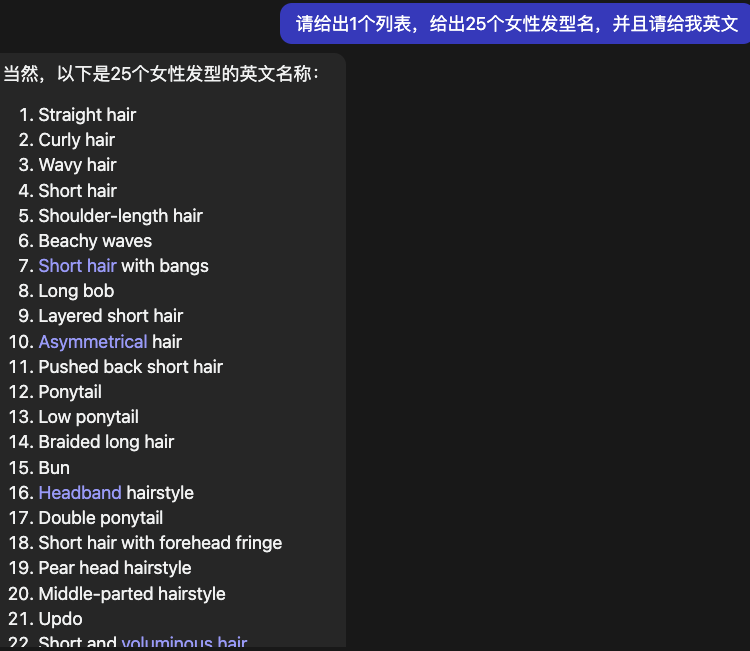 请给出1个列表，给出25个女性发型名，并且请给我英文
当然，以下是25个女性发型的英文名称：
1. Straight hair
2. Curly hair
3. Wavy hair
4. Short hair
5. Shoulder-length hair
6. Beachy waves
7. Short hair with bangs
8. Long bob
9. Layered short hair
10. Asymmetrical hair
11. Pushed back short hair
12. Ponytail
13. Low ponytail
14. Braided long hair
15. Bun
16. Headband hairstyle
17. Double ponytail
18. Short hair with forehead fringe
19. Pear head hairstyle
20. Middle-parted hairstyle
21. Updo
22. Short and voluminous hair